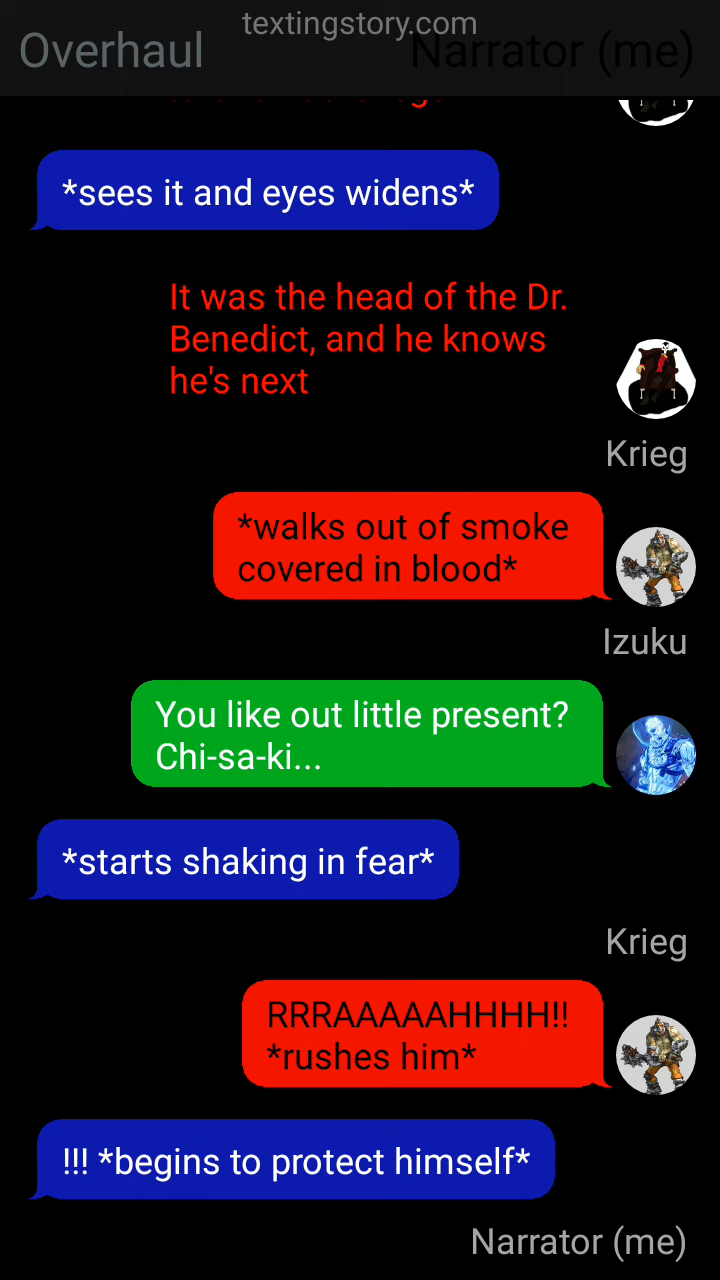 textingstory.com
Overhaul
Narrator (me)
*sees it and eyes widens*
It was the head of the Dr.
Benedict, and he knows
he's next
Krieg
*walks out of smoke
covered in blood*
Izuku
You like out little present?
Chi-sa-ki...
*starts shaking in fear*
Krieg
RRRAAAAAHHHH!!
*rushes him*
!!! *begins to protect himself*
Narrator (me)